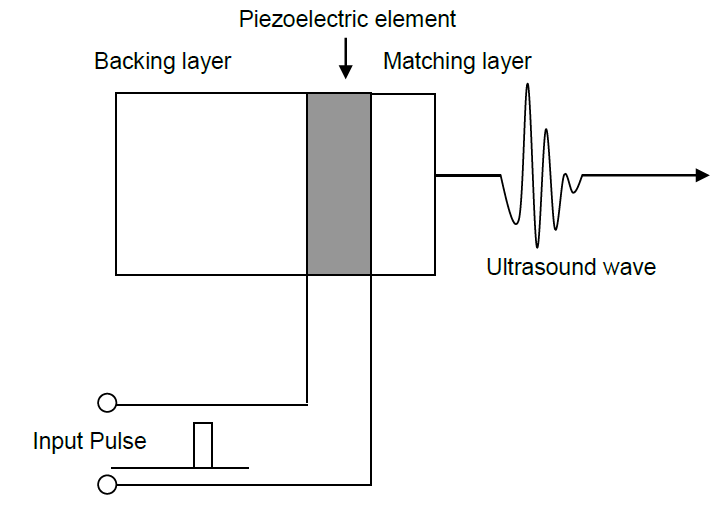 Piezoelectric element
Backing layer
Matching layer
Ultrasound wave
Input Pulse